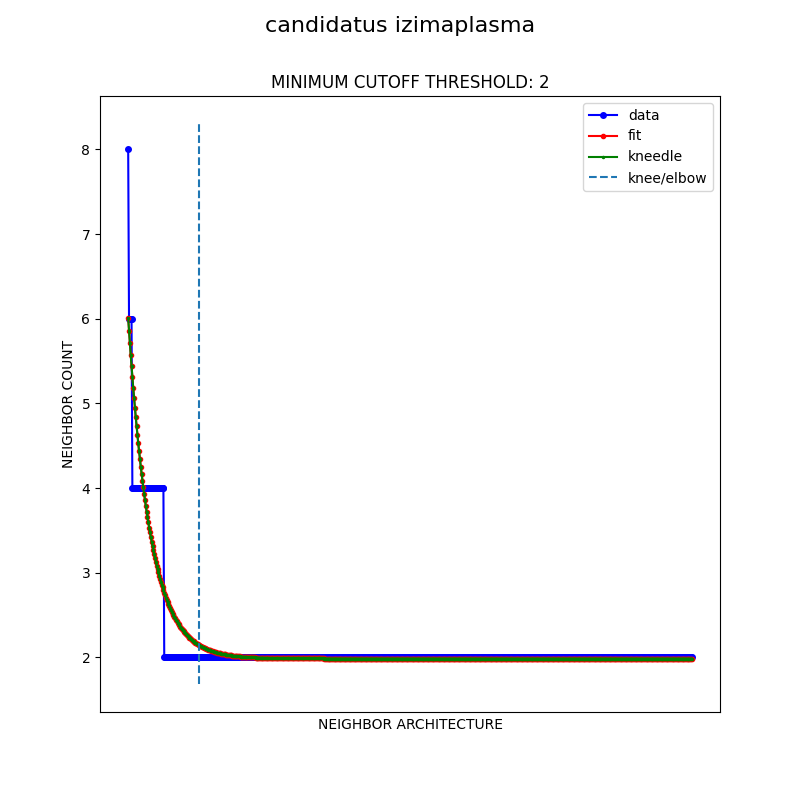 candidatus izimaplasma
MINIMUM CUTOFF THRESHOLD: 2
data
fit
kneedle
knee/elbow
8
7
6
5
4
3
2
NEIGHBOR COUNT
NEIGHBOR ARCHITECTURE